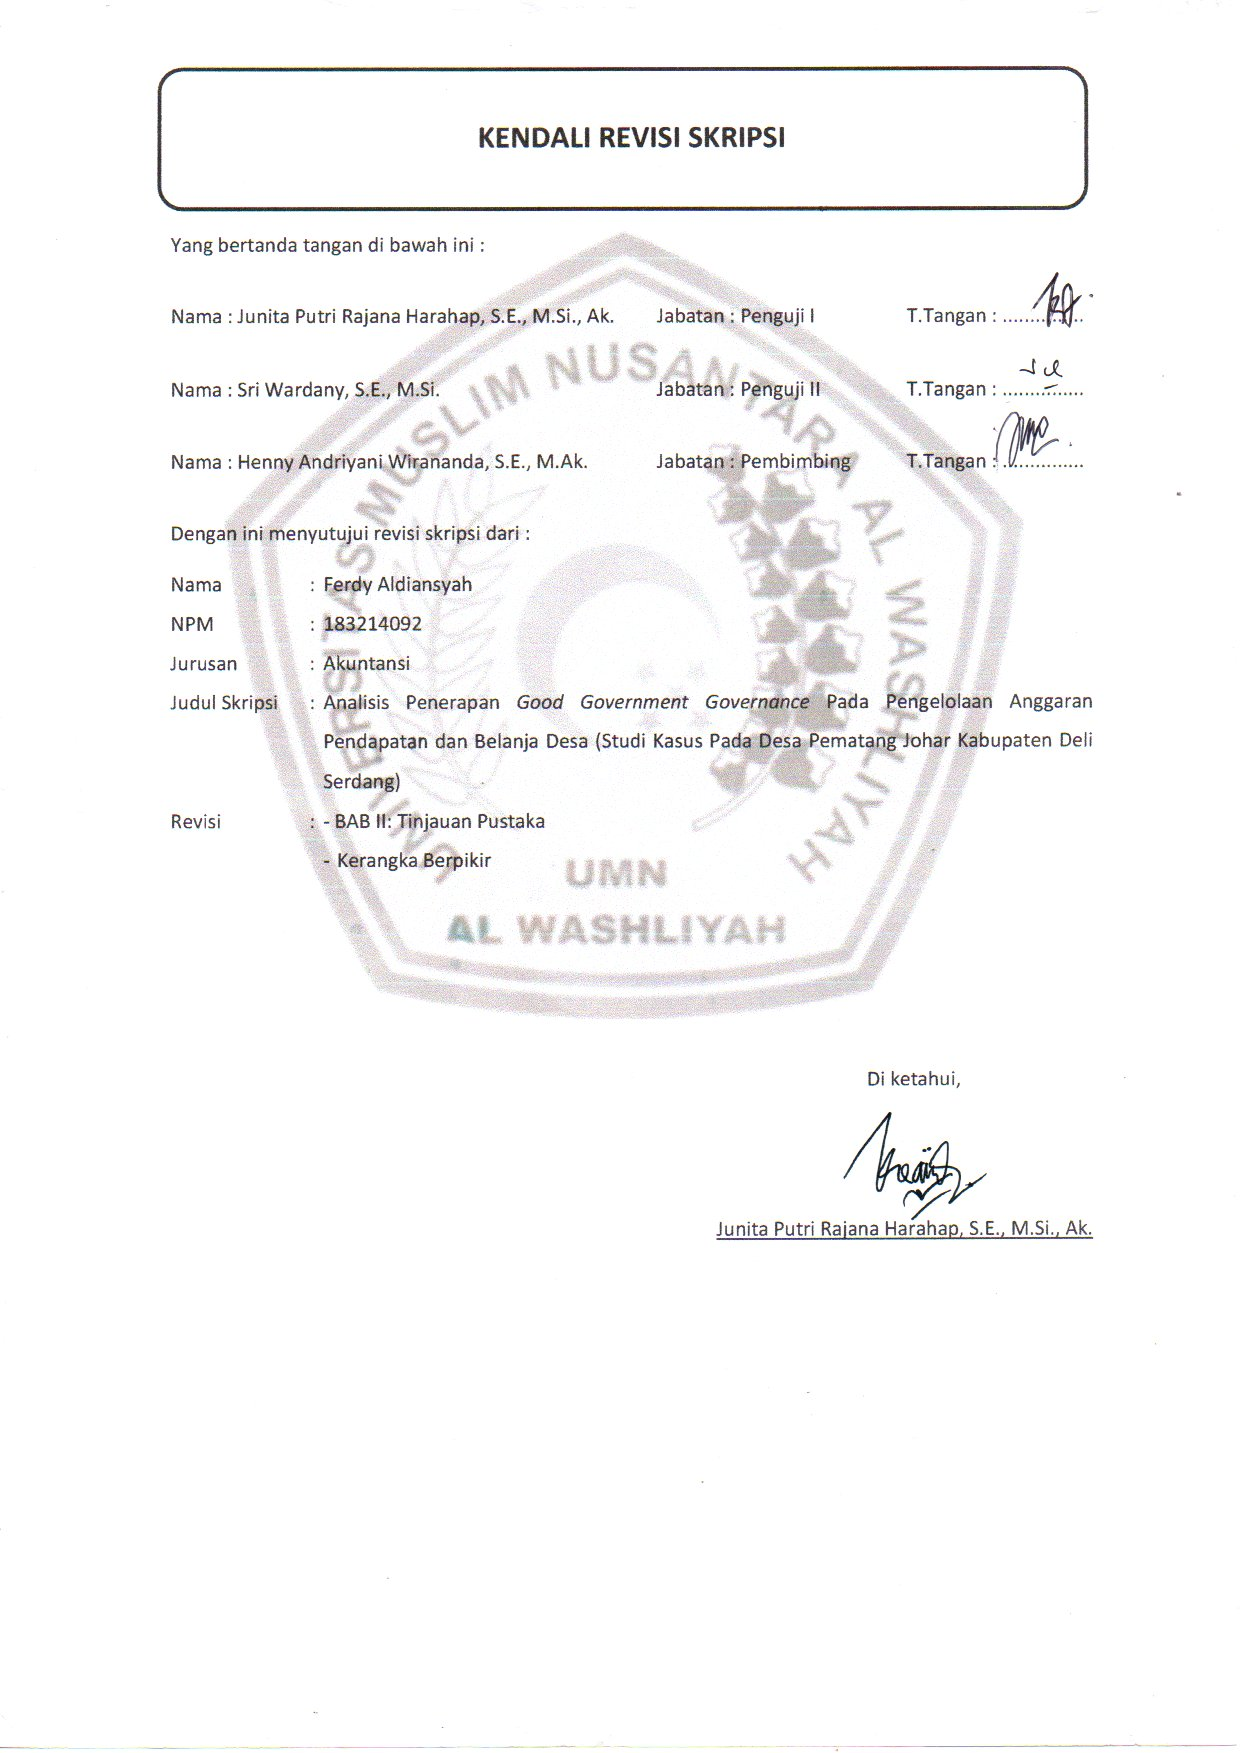 KENDALI REVISI SKRIPSI
Yang bertanda tangan di bawah ini :
Nama : Junita Putri Rajana Harahap, S.E., M.Si., Ak. Jabatan : Penguji I T.Tangan : ...............
Nama : Sri Wardany, S.E., M.Si. Jabatan : Penguji II T.Tangan : ...............
Nama : Henny Andriyani Wirananda, S.E., M.Ak. Jabatan : Pembimbing T.Tangan : ...............
Dengan ini menyutujui revisi skripsi dari :
Nama : Ferdy Aldiansyah
NPM : 183214092
Jurusan : Akuntansi
Judul Skripsi : Analisis Penerapan Good Government Governance Pada Pengelolaan Anggaran
Pendapatan dan Belanja Desa (Studi Kasus Pada Desa Pematang Johar Kabupaten Deli
Serdang)
Revisi : - BAB II: Tinjauan Pustaka
- Kerangka Berpikir
UNIVERSITAS MUSLIM NUSANTARA AL WASHLIYAH
UMN
AL WASHLIYAH
Di ketahui,
Junita Putri Rajana Harahap, S.E., M.Si., Ak.